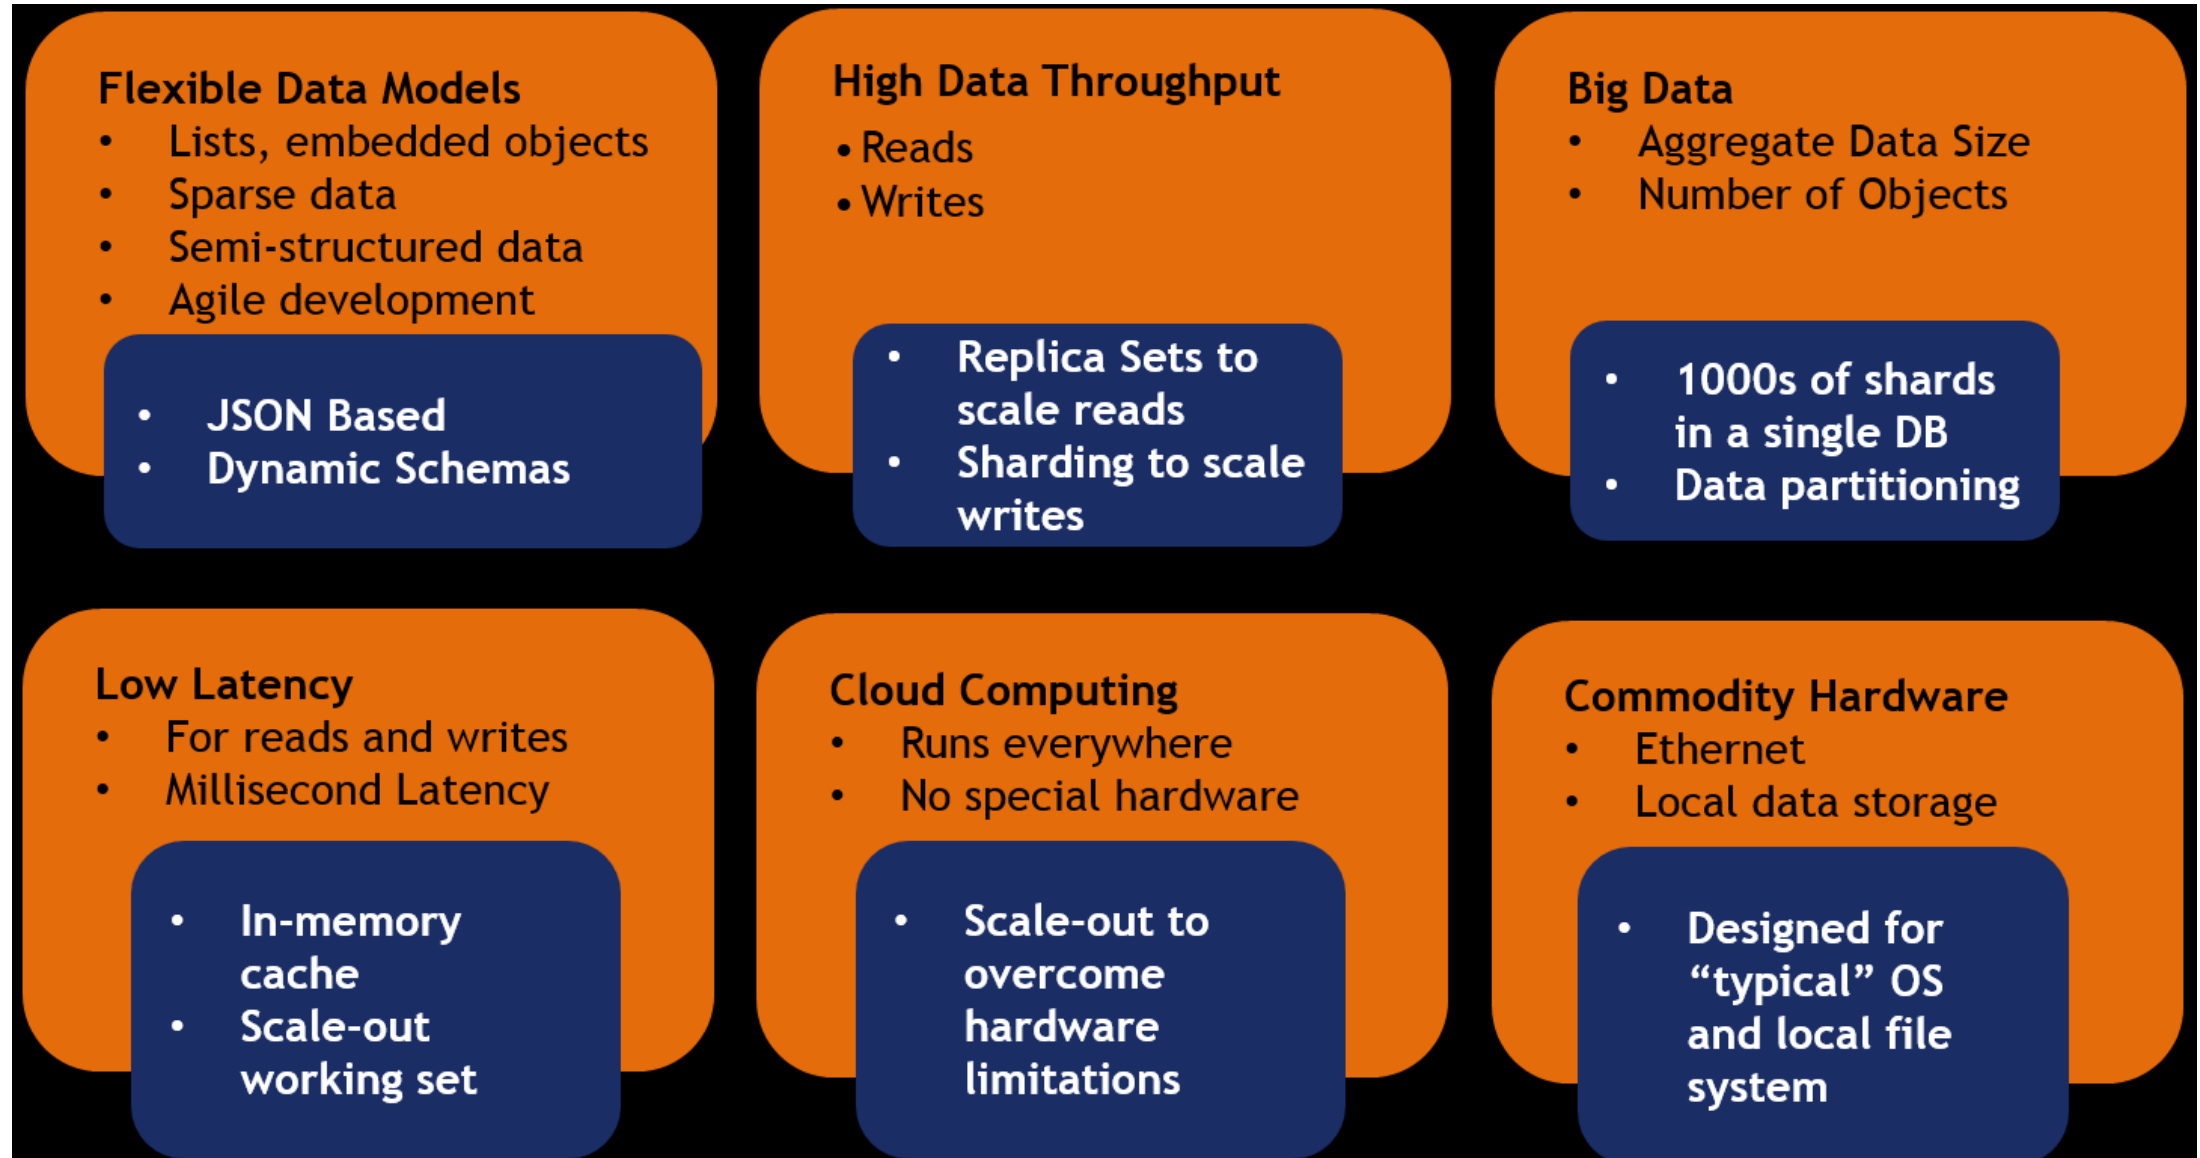 Flexible Data Models
• Lists, embedded objects
• Sparse data
• Semi-structured data
• Agile development
• JSON Based
• Dynamic Schemas
High Data Throughput
• Reads
• Writes
• Replica Sets to
scale reads
• Sharding to scale
writes
Big Data
• Aggregate Data Size
• Number of Objects
• 1000s of shards
in a single DB
• Data partitioning
Low Latency
• For reads and writes
• Millisecond Latency
• In-memory
cache
• Scale-out
working set
Cloud Computing
• Runs everywhere
• No special hardware
• Scale-out to
overcome
hardware
limitations
Commodity Hardware
• Ethernet
• Local data storage
• Designed for
“typical” OS
and local file
system